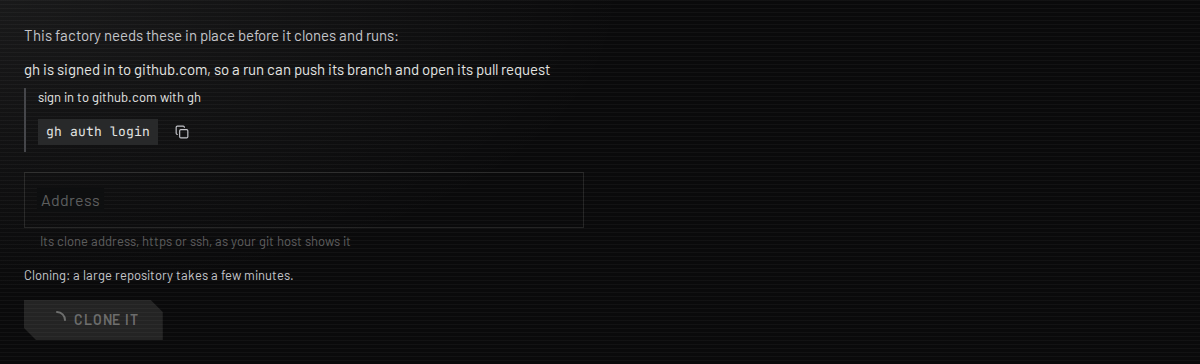 This factory needs these in place before it clones and runs:
gh is signed in to github.com, so a run can push its branch and open its pull request
sign in to github.com with gh
gh auth login
Address
Its clone address, https or ssh, as your git host shows it
Cloning: a large repository takes a few minutes.
CLONE IT